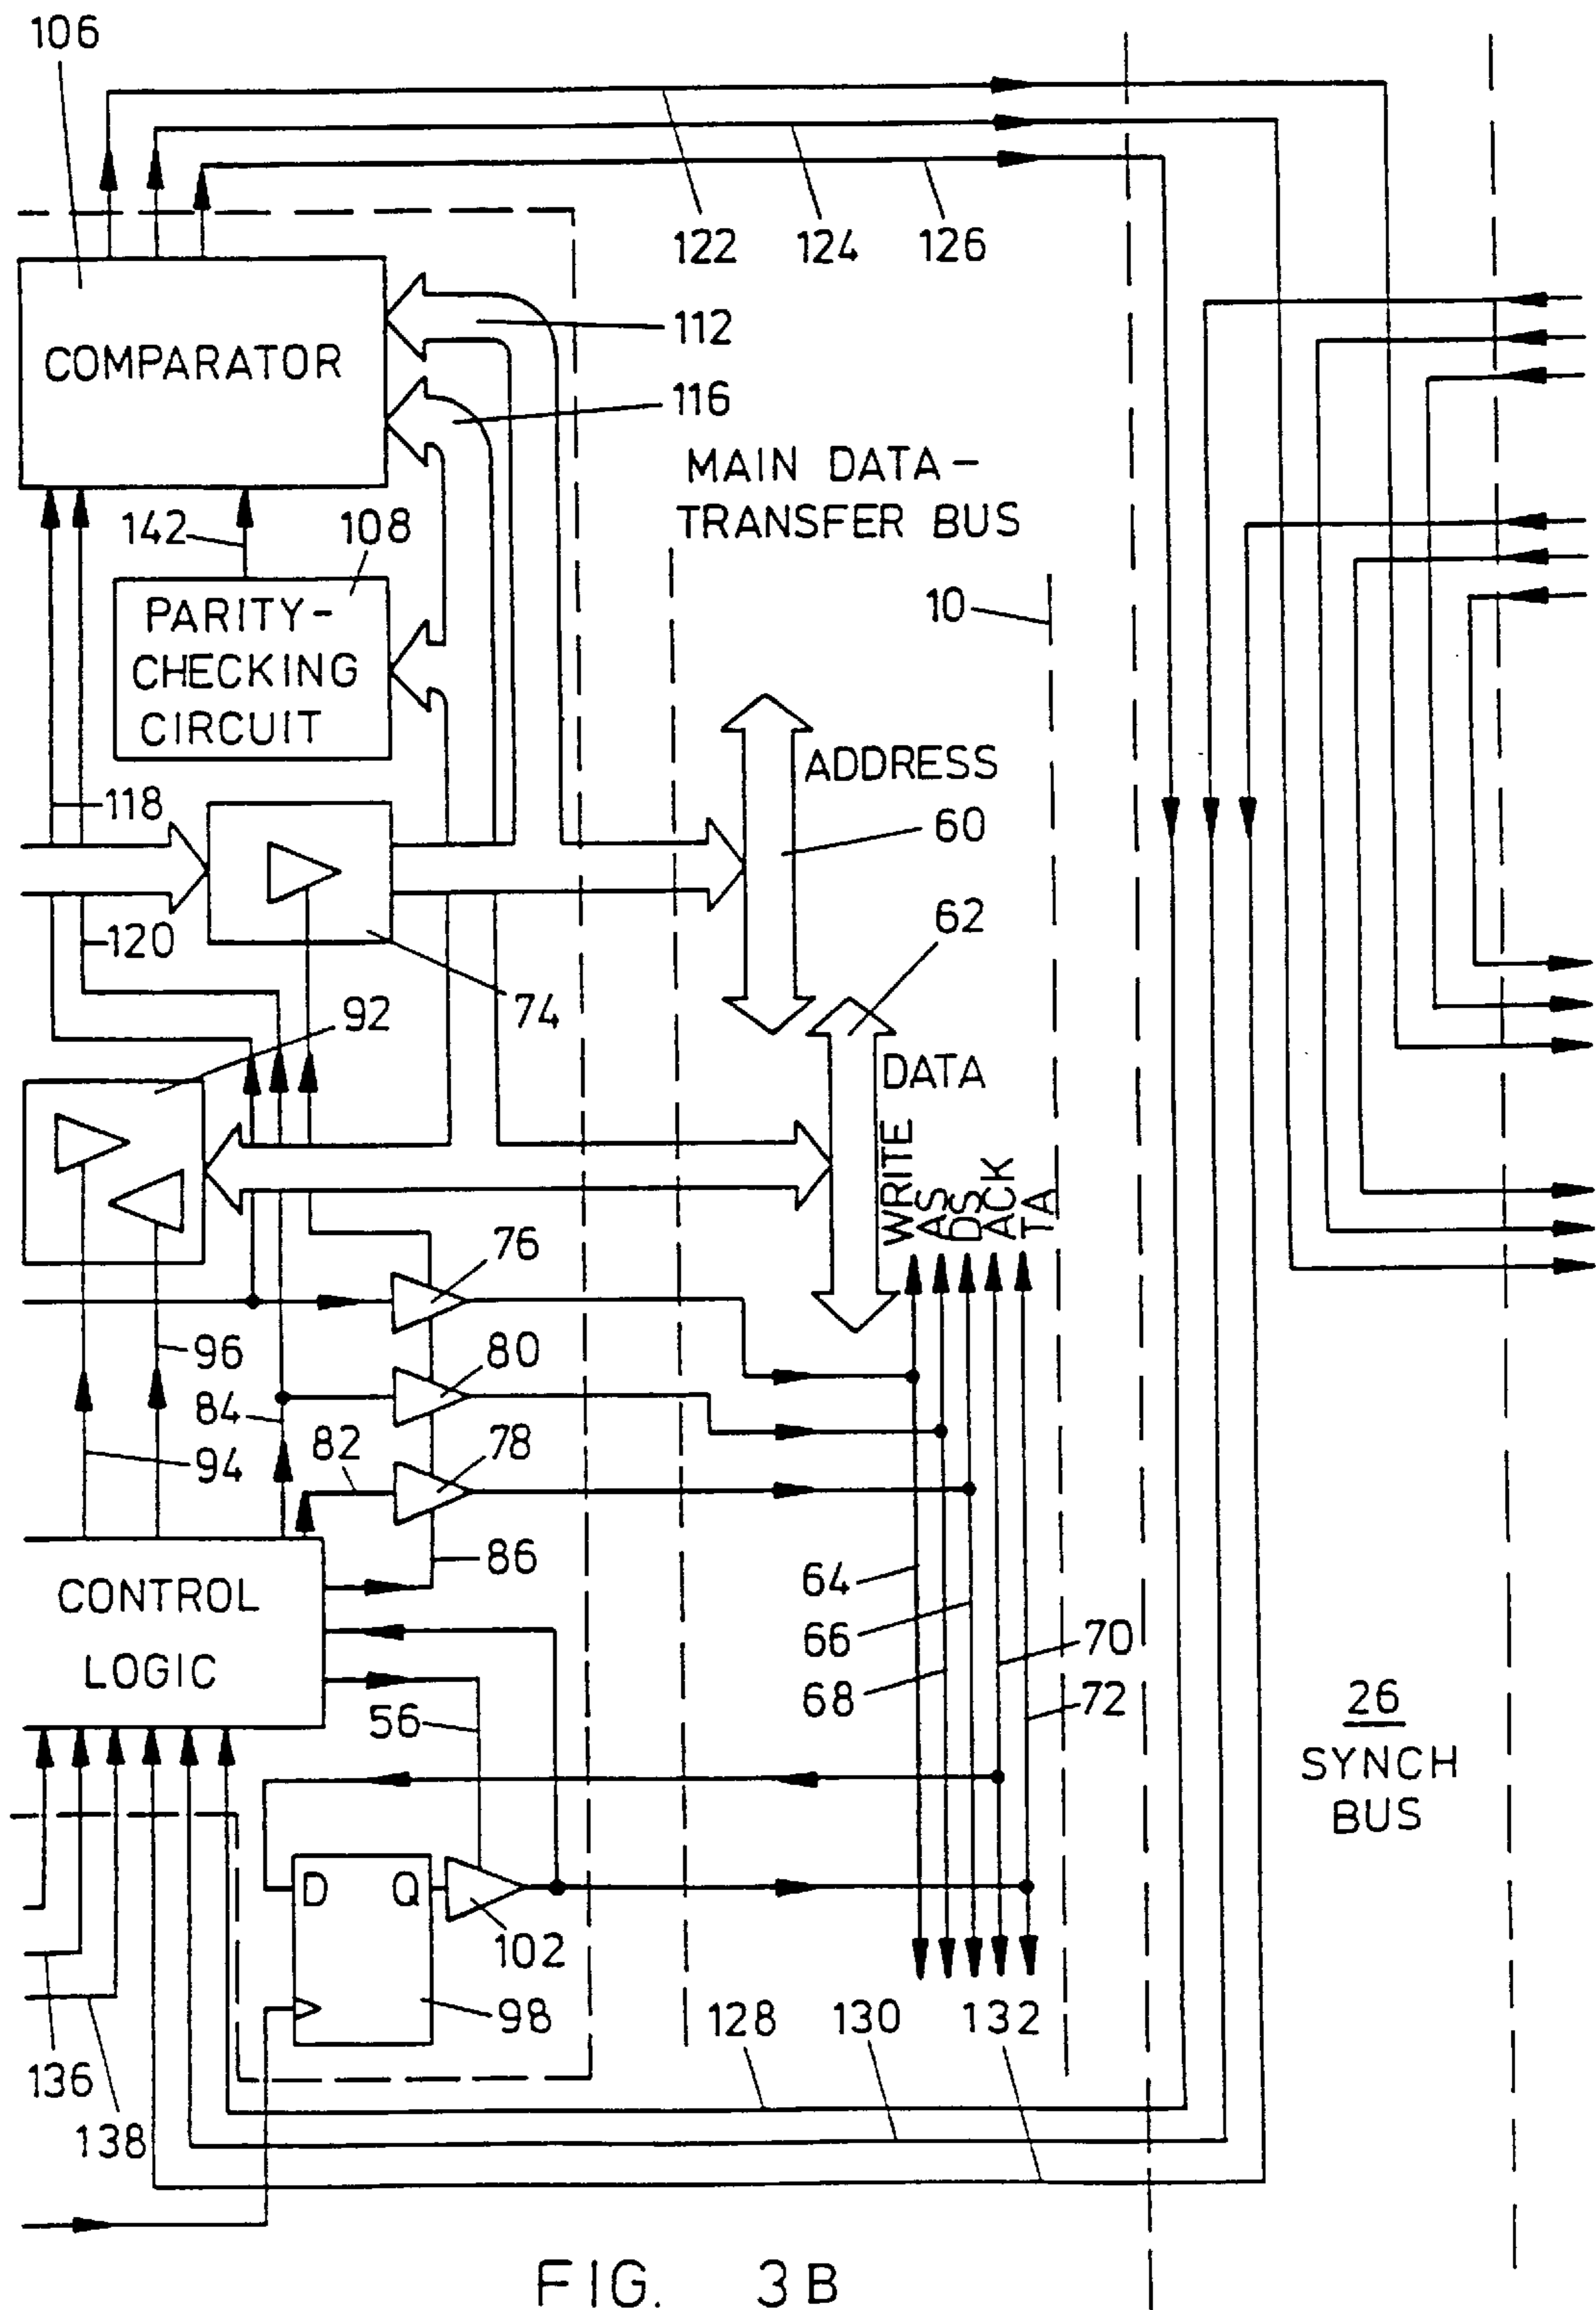 106
122
124
126
COMPARATOR
112
116
MAIN DATA-
TRANSFER BUS
142
108
PARITY-
CHECKING
CIRCUIT
10
118
ADDRESS
60
120
74
62
92
DATA
WRITE
AS
DS
ACK
TA
76
96
80
84
82
78
94
86
CONTROL
LOGIC
64
66
68
70
72
56
26
SYNCH
BUS
D
Q
102
98
128
130
132
136
138
FIG. 3B